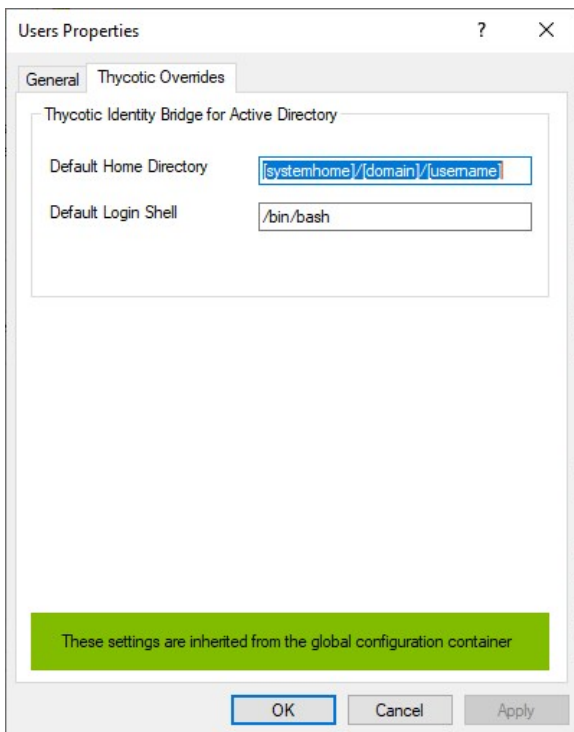 Users Properties
?
General
Thycotic Overrides
Thycotic Identity Bridge for Active Directory
Default Home Directory
[systemhome]/[domain]/[username]
Default Login Shell
/bin/bash
These settings are inherited from the global configuration container
OK
Cancel
Apply